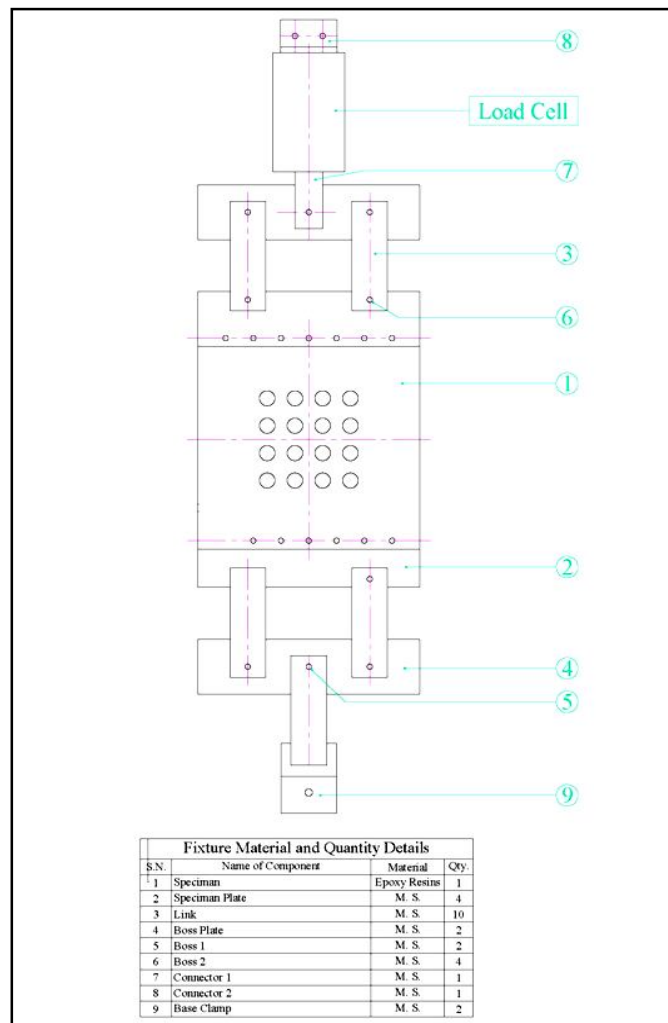 8
Load Cell
7
3
6
1
2
4
5
9
Fixture Material and Quantity Details
S.N. Name of Component Material Qty.
1 Speciman Epoxy Resins 1
2 Speciman Plate M. S. 4
3 Link M. S. 10
4 Boss Plate M. S. 2
5 Boss 1 M. S. 2
6 Boss 2 M. S. 4
7 Connector 1 M. S. 1
8 Connector 2 M. S. 1
9 Base Clamp M. S. 2